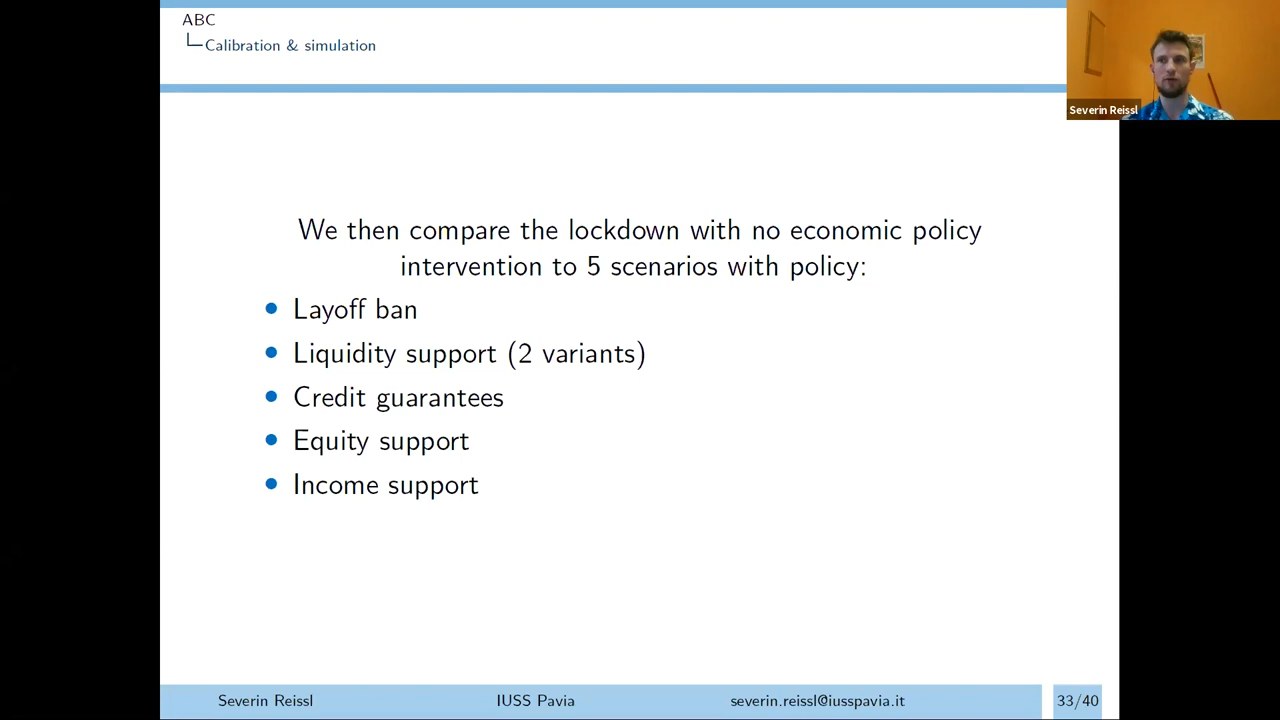 ABC
Calibration & simulation
Severin Reissl
We then compare the lockdown with no economic policy
intervention to 5 scenarios with policy:
• Layoff ban
• Liquidity support (2 variants)
• Credit guarantees
• Equity support
• Income support
Severin Reissl IUSS Pavia severin.reissl@iusspavia.it 33/40